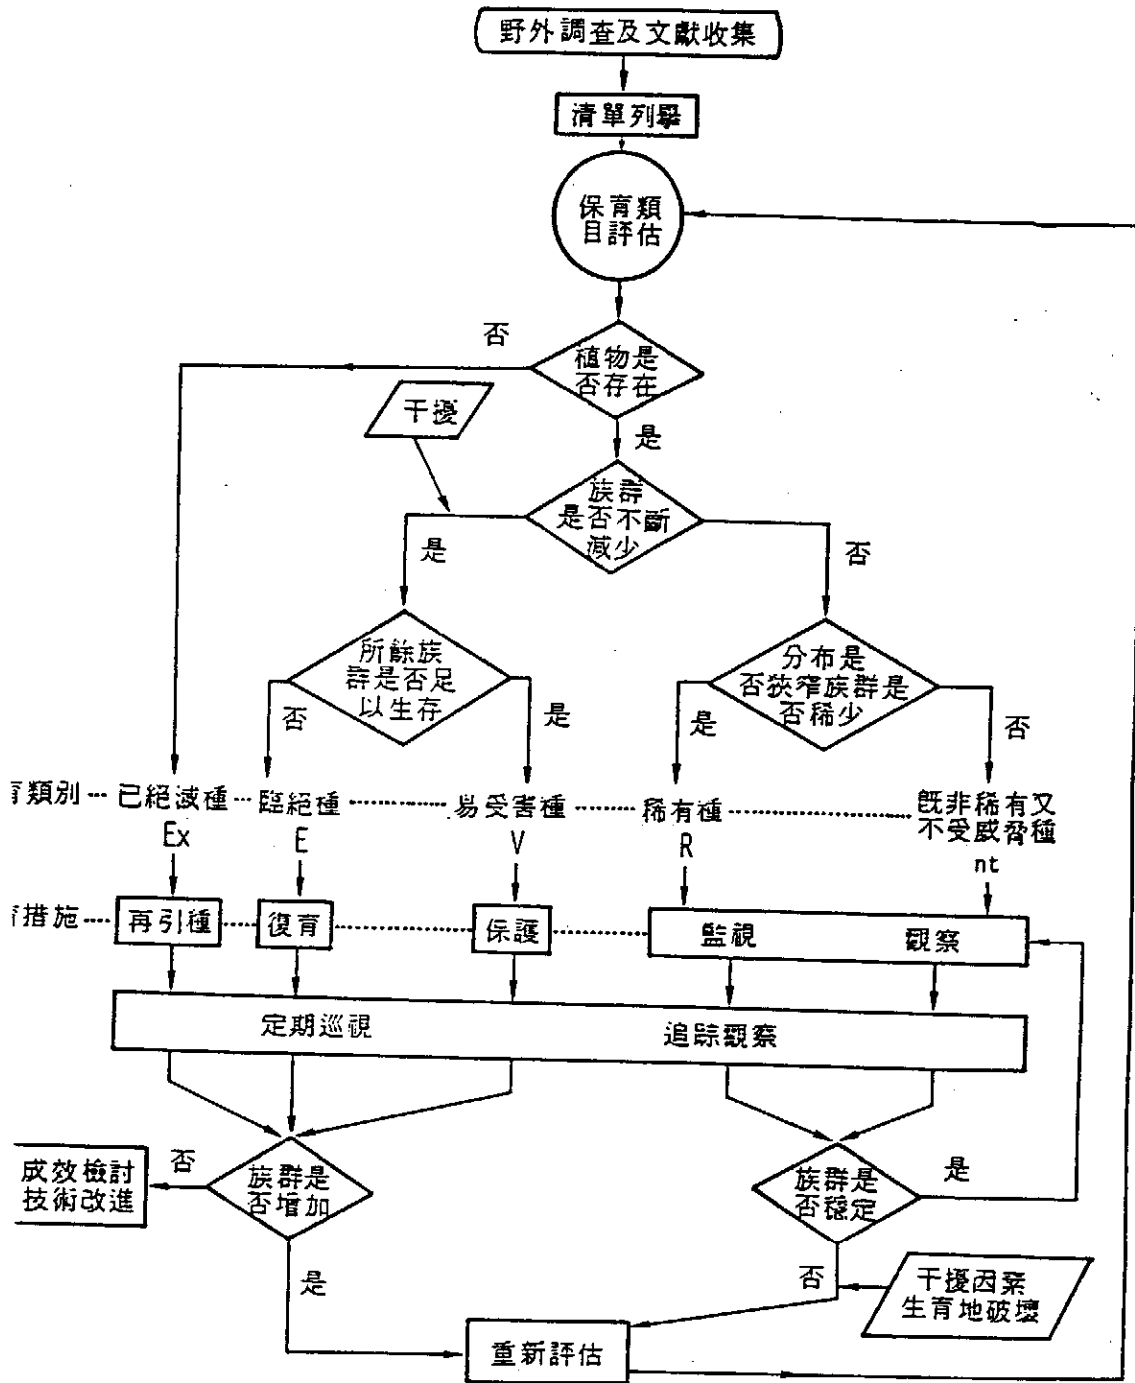 野外調查及文獻收集
清單列舉
保育類
目評估
否
植物是
否存在
干擾
是
族群
是否不斷
減少
是
否
所餘族
群是否足
以生存
分布是
否狹窄族群是
否稀少
否
是
是
否
育類別
已絕滅種
臨絕種
易受害種
稀有種
既非稀有又
不受威脅種
Ex
E
V
R
nt
育措施
再引種
復育
保護
監視
觀察
定期巡視
追踪觀察
成效檢討
技術改進
否
族群是
否增加
族群是
否穩定
是
是
否
干擾因素
生育地破壞
重新評估